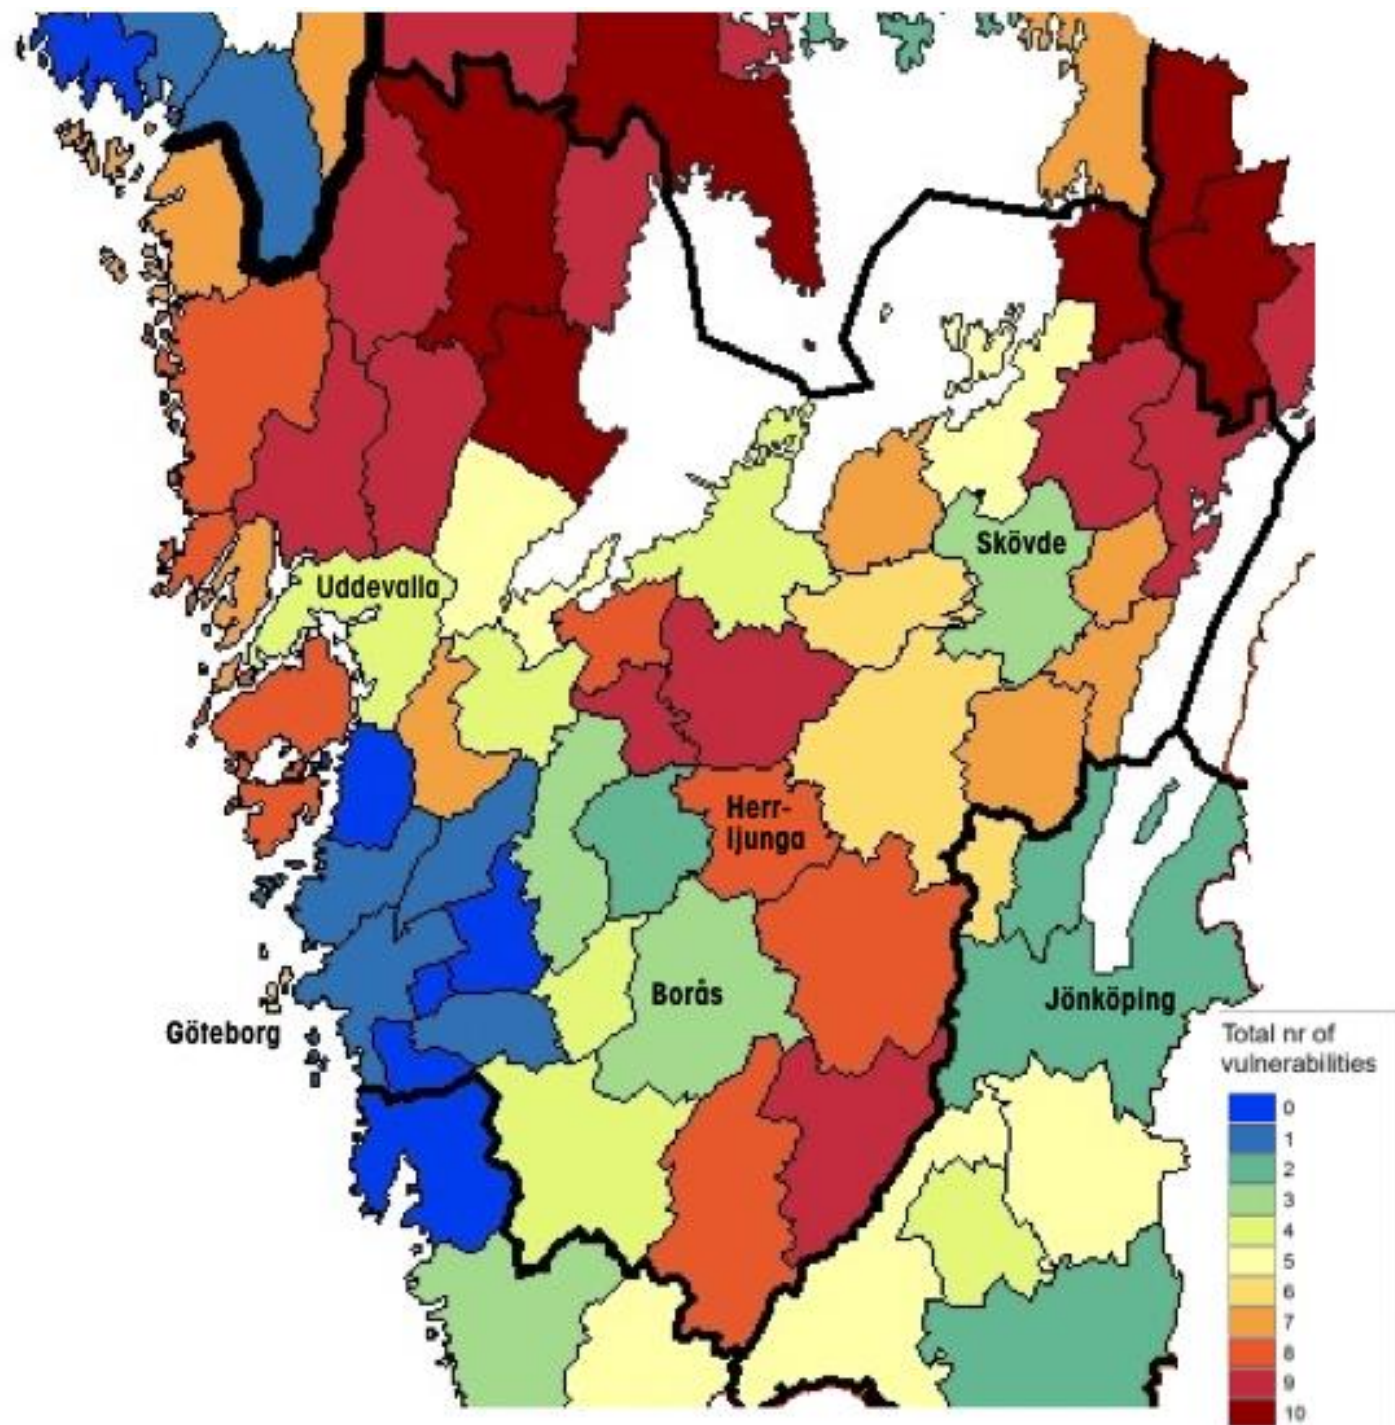 Skövde
Uddevalla
Herr-
ljunga
Borås
Jönköping
Göteborg
Total nr of
vulnerabilities
0
1
2
3
4
5
6
7
8
9
10